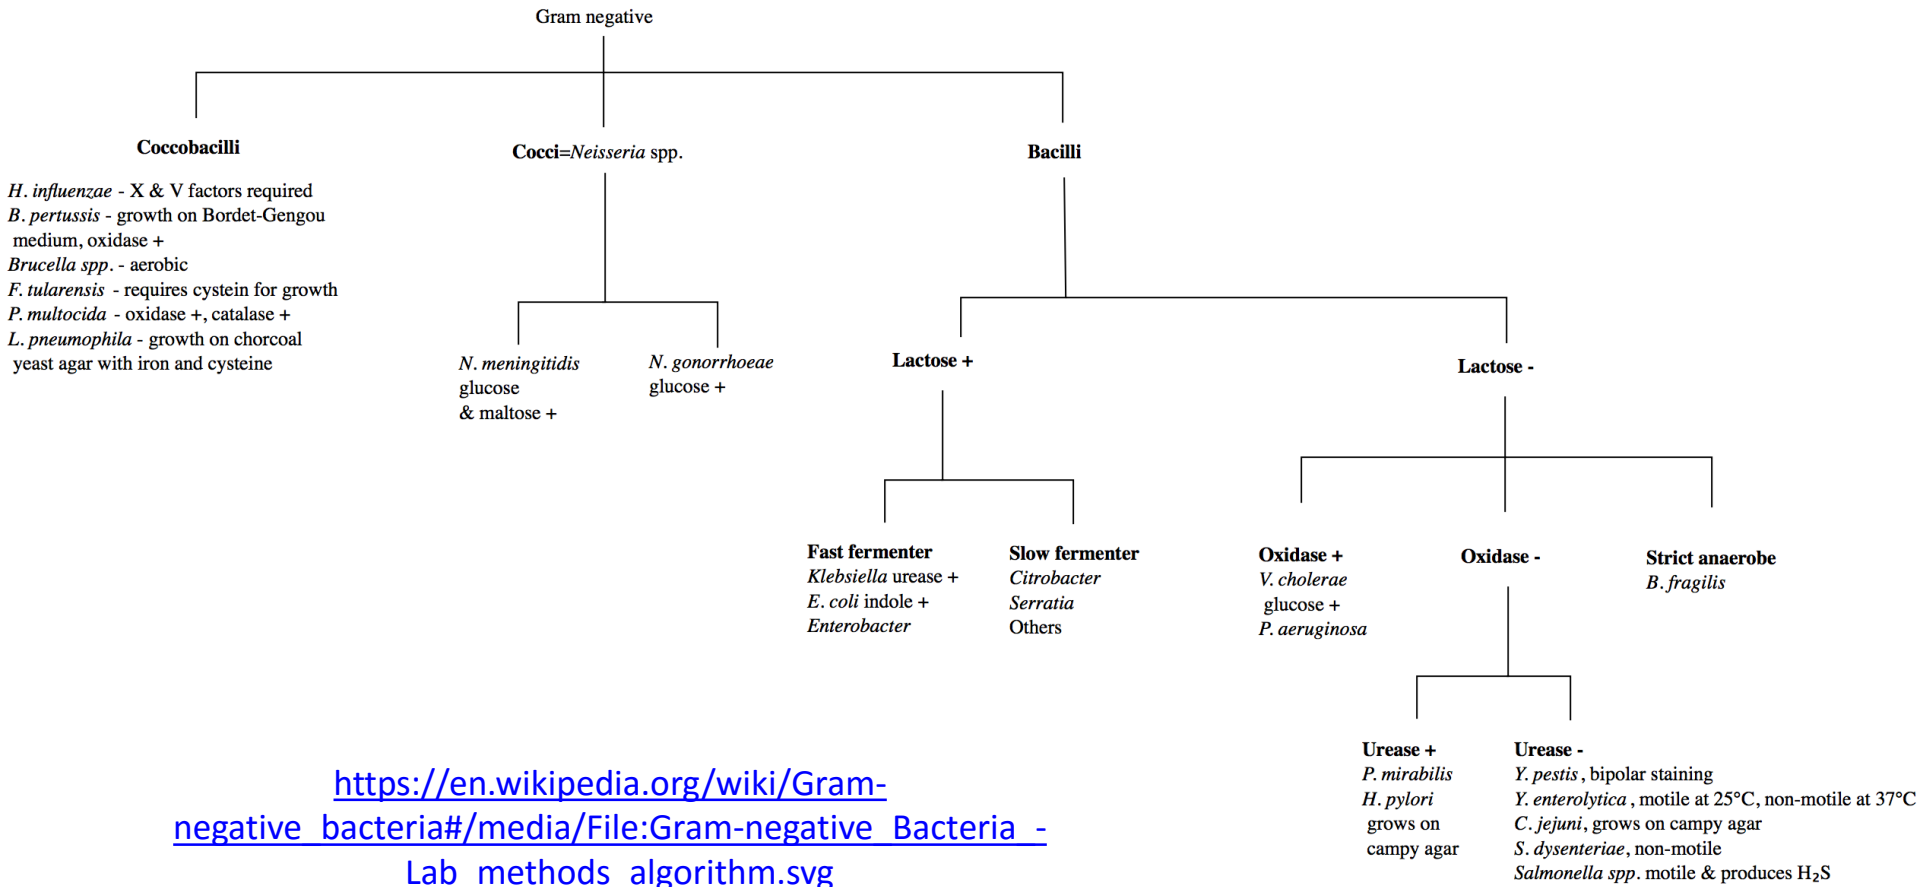 Gram negative
Coccobacilli
H. influenzae - X & V factors required
B. pertussis - growth on Bordet-Gengou
medium, oxidase +
Brucella spp. - aerobic
F. tularensis - requires cystein for growth
P. multocida - oxidase +, catalase +
L. pneumophila - growth on chorcoal
yeast agar with iron and cysteine
Cocci=Neisseria spp.
N. meningitidis
glucose
& maltose +
N. gonorrhoeae
glucose +
Bacilli
Lactose +
Fast fermenter
Klebsiella urease +
E. coli indole +
Enterobacter
Slow fermenter
Citrobacter
Serratia
Others
Lactose -
Oxidase +
V. cholerae
glucose +
P. aeruginosa
Oxidase -
Strict anaerobe
B. fragilis
Urease +
P. mirabilis
H. pylori
grows on
campy agar
Urease -
Y. pestis, bipolar staining
Y. enterolytica, motile at 25°C, non-motile at 37°C
C. jejuni, grows on campy agar
S. dysenteriae, non-motile
Salmonella spp. motile & produces H₂S
https://en.wikipedia.org/wiki/Gram-
negative_bacteria#/media/File:Gram-negative_Bacteria_-
Lab_methods_algorithm.svg